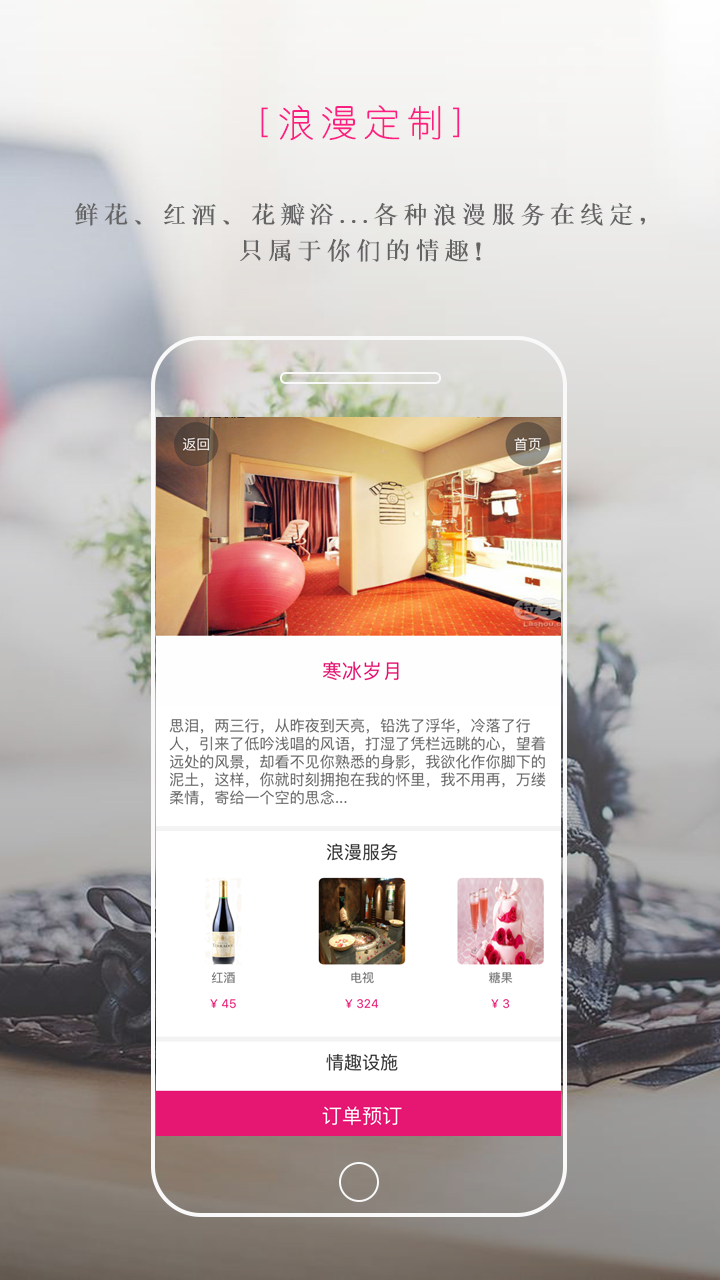 [浪漫定制]
鲜花、红酒、花瓣浴...各种浪漫服务在线定，
只属于你们的情趣！
返回
首页
寒冰岁月
思泪，两三行，从昨夜到天亮，铅洗了浮华，冷落了行
人，引来了低吟浅唱的风语，打湿了凭栏远眺的心，望着
远处的风景，却看不见你熟悉的身影，我欲化作你脚下的
泥土，这样，你就时刻拥抱在我的怀里，我不用再，万缕
柔情，寄给一个空的思念...
浪漫服务
红酒
电视
糖果
¥ 45
¥ 324
¥ 3
情趣设施
订单预订